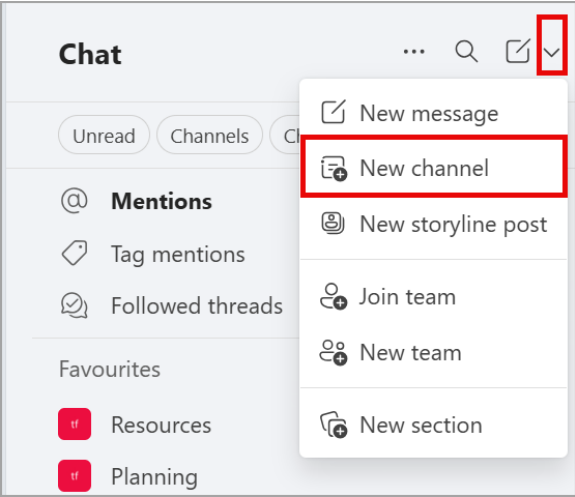 Chat
Unread
Channels
New message
New channel
New storyline post
Join team
New team
New section
Mentions
Tag mentions
Followed threads
Favourites
tf Resources
tf Planning